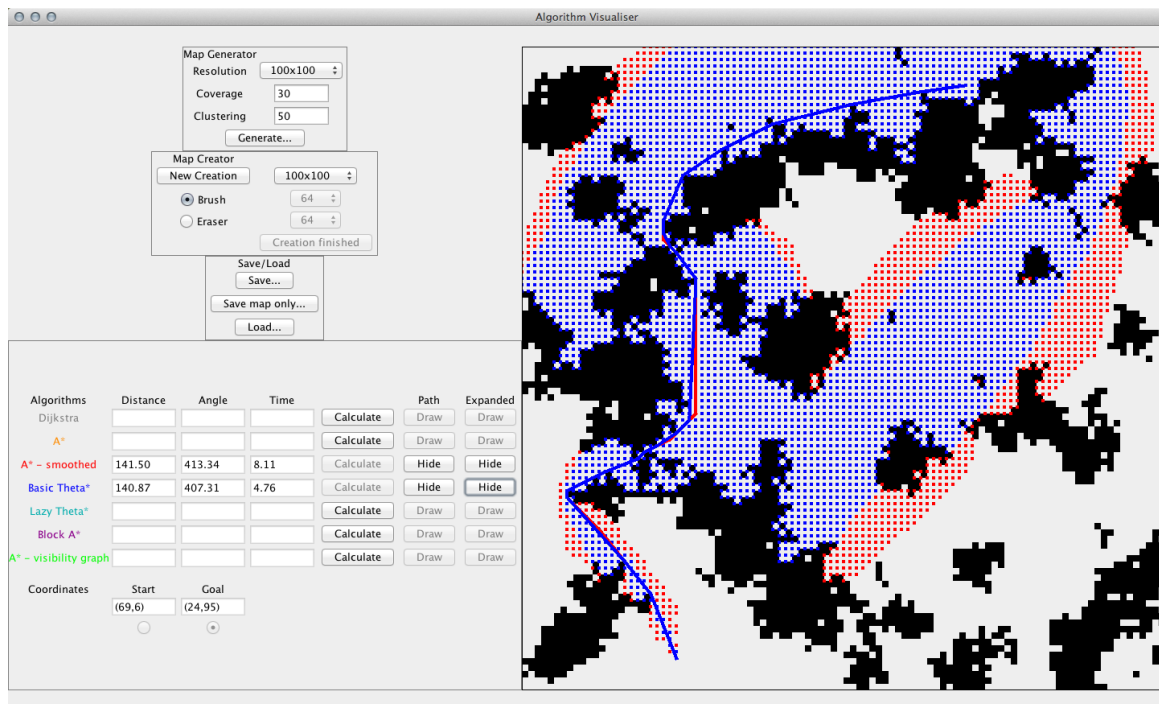 Algorithm Visualiser
Map Generator
Resolution 100x100
Coverage 30
Clustering 50
Generate...
Map Creator
New Creation 100x100
Brush 64
Eraser 64
Creation finished
Save/Load
Save...
Save map only...
Load...
Algorithms Distance Angle Time Path Expanded
Dijkstra Calculate Draw Draw
A* Calculate Draw Draw
A* - smoothed 141.50 413.34 8.11 Calculate Hide Hide
Basic Theta* 140.87 407.31 4.76 Calculate Hide Hide
Lazy Theta* Calculate Draw Draw
Block A* Calculate Draw Draw
A* - visibility graph Calculate Draw Draw
Coordinates Start Goal
(69,6) (24,95)